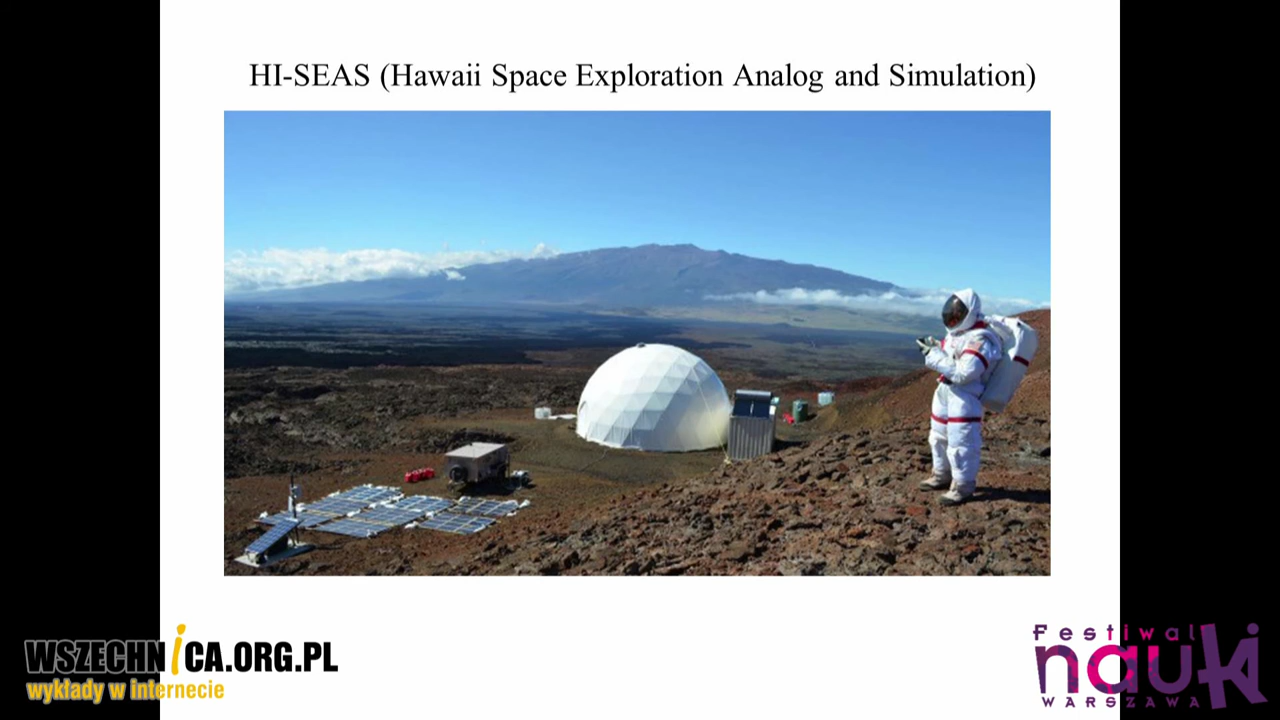 HI-SEAS (Hawaii Space Exploration Analog and Simulation)
WSZECHNICA.ORG.PL
wykłady w internecie
Festiwal
nauki
WARSZAWA